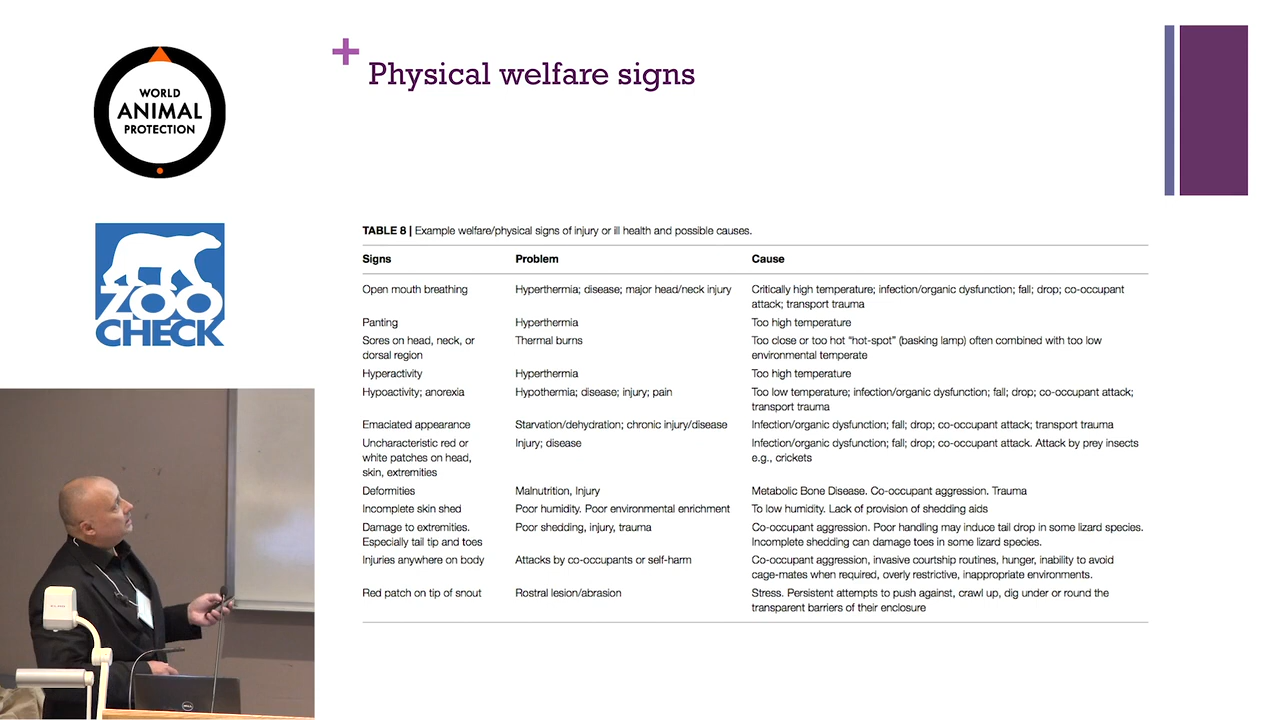 WORLD
ANIMAL
PROTECTION
ZOO
CHECK
+
Physical welfare signs
TABLE 8 | Example welfare/physical signs of injury or ill health and possible causes.
Signs Problem Cause
Open mouth breathing Hyperthermia; disease; major head/neck injury Critically high temperature; infection/organic dysfunction; fall; drop; co-occupant
attack; transport trauma
Panting Hyperthermia Too high temperature
Sores on head, neck, or Thermal burns Too close or too hot “hot-spot” (basking lamp) often combined with too low
dorsal region environmental temperate
Hyperactivity Hyperthermia Too high temperature
Hypoactivity; anorexia Hypothermia; disease; injury; pain Too low temperature; infection/organic dysfunction; fall; drop; co-occupant attack;
transport trauma
Emaciated appearance Starvation/dehydration; chronic injury/disease Infection/organic dysfunction; fall; drop; co-occupant attack; transport trauma
Uncharacteristic red or Injury; disease Infection/organic dysfunction; fall; drop; co-occupant attack. Attack by prey insects
white patches on head, e.g., crickets
skin, extremities
Deformities Malnutrition, Injury Metabolic Bone Disease. Co-occupant aggression. Trauma
Incomplete skin shed Poor humidity. Poor environmental enrichment To low humidity. Lack of provision of shedding aids
Damage to extremities. Poor shedding, injury, trauma Co-occupant aggression. Poor handling may induce tail drop in some lizard species.
Especially tail tip and toes Incomplete shedding can damage toes in some lizard species.
Injuries anywhere on body Attacks by co-occupants or self-harm Co-occupant aggression, invasive courtship routines, hunger, inability to avoid
cage-mates when required, overly restrictive, inappropriate environments.
Red patch on tip of snout Rostral lesion/abrasion Stress. Persistent attempts to push against, crawl up, dig under or round the
transparent barriers of their enclosure
DELL